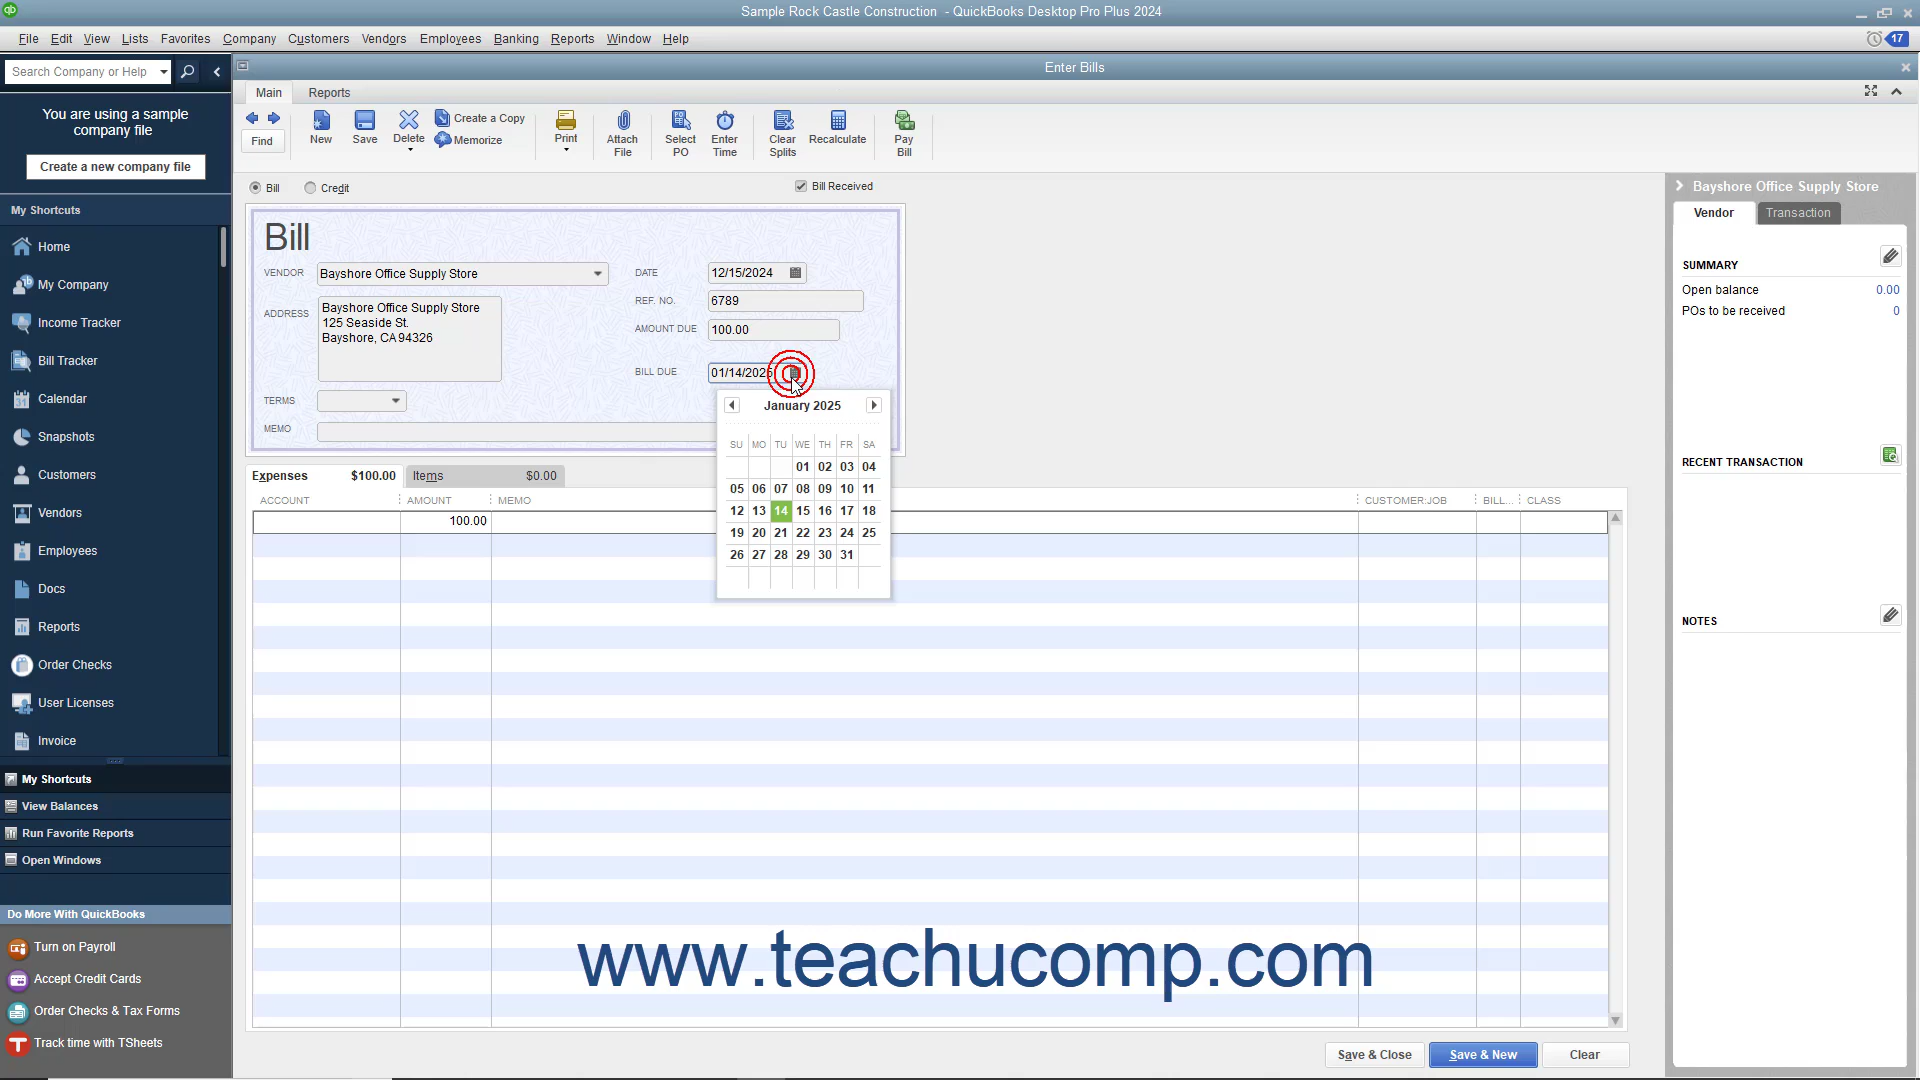 Sample Rock Castle Construction - QuickBooks Desktop Pro Plus 2024
File Edit View Lists Favorites Company Customers Vendors Employees Banking Reports Window Help
17
Search Company or Help
Enter Bills
You are using a sample
company file
Create a new company file
Main Reports
Find
New
Save
Delete
Create a Copy
Memorize
Print
Attach
File
Select
PO
Enter
Time
Clear
Splits
Recalculate
Pay
Bill
My Shortcuts
Home
My Company
Income Tracker
Bill Tracker
Calendar
Snapshots
Customers
Vendors
Employees
Docs
Reports
Order Checks
User Licenses
Invoice
My Shortcuts
View Balances
Run Favorite Reports
Open Windows
Do More With QuickBooks
Turn on Payroll
Accept Credit Cards
Order Checks & Tax Forms
Track time with TSheets
Bill Credit Bill Received
Bill
VENDOR Bayshore Office Supply Store
ADDRESS
Bayshore Office Supply Store
125 Seaside St.
Bayshore, CA 94326
TERMS
MEMO
DATE 12/15/2024
REF. NO. 6789
AMOUNT DUE 100.00
BILL DUE 01/14/2025
January 2025
SU MO TU WE TH FR SA
01 02 03 04
05 06 07 08 09 10 11
12 13 14 15 16 17 18
19 20 21 22 23 24 25
26 27 28 29 30 31
Expenses $100.00 Items $0.00
ACCOUNT AMOUNT MEMO CUSTOMER:JOB BILL... CLASS
100.00
www.teachucomp.com
Save & Close Save & New Clear
Bayshore Office Supply Store
Vendor Transaction
SUMMARY
Open balance 0.00
POs to be received 0
RECENT TRANSACTION
NOTES